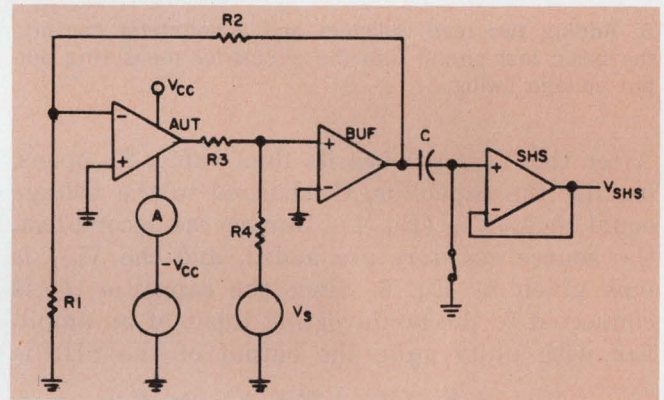 R2
VCC
− AUT R3 + BUF C + SHS VSHS
+ − −
A R4
−VCC
R1 VS